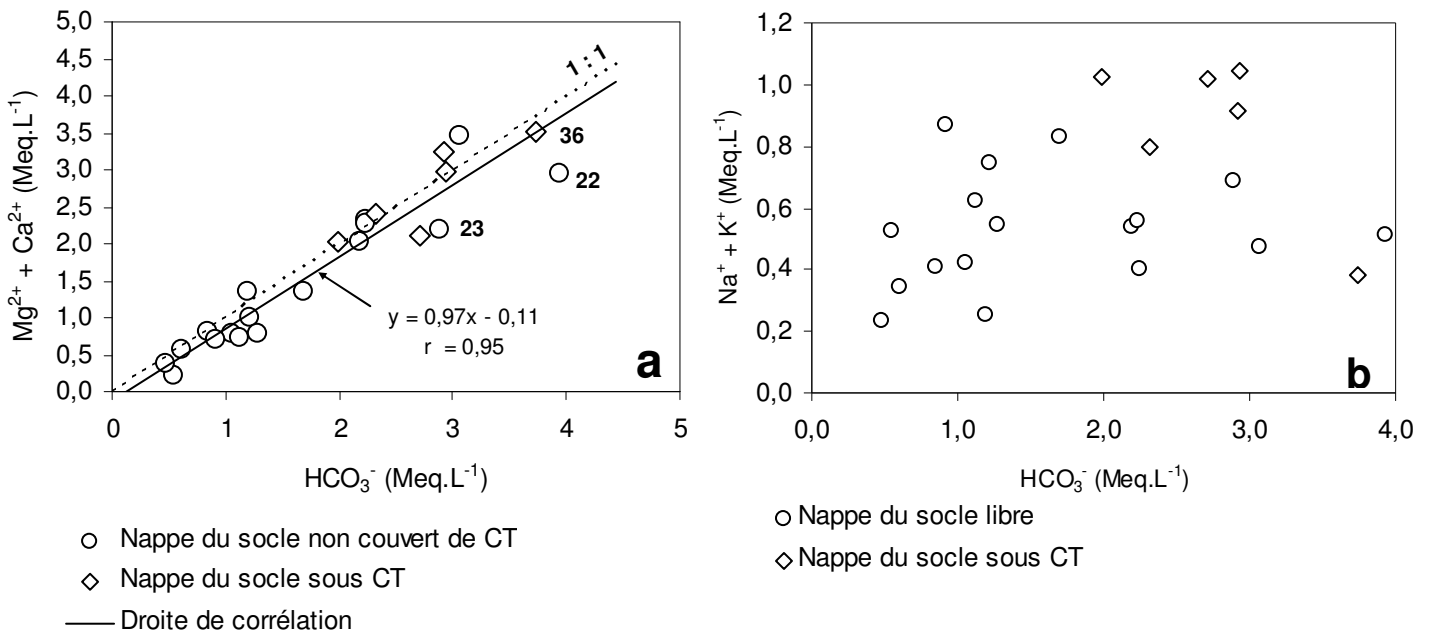 5,0
4,5
4,0
3,5
3,0
2,5
2,0
1,5
1,0
0,5
0,0
Mg²⁺ + Ca²⁺ (Meq.L⁻¹)
1 : 1
36
22
23
y = 0,97x - 0,11
r = 0,95
a
0 1 2 3 4 5
HCO₃⁻ (Meq.L⁻¹)
Nappe du socle non couvert de CT
Nappe du socle sous CT
Droite de corrélation
1,2
1,0
0,8
0,6
0,4
0,2
0,0
Na⁺ + K⁺ (Meq.L⁻¹)
b
0,0 1,0 2,0 3,0 4,0
HCO₃⁻ (Meq.L⁻¹)
Nappe du socle libre
Nappe du socle sous CT